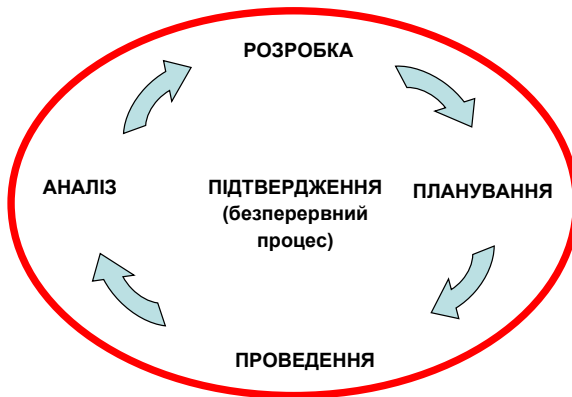 РОЗРОБКА
АНАЛІЗ
ПІДТВЕРДЖЕННЯ
(безперервний
процес)
ПЛАНУВАННЯ
ПРОВЕДЕННЯ